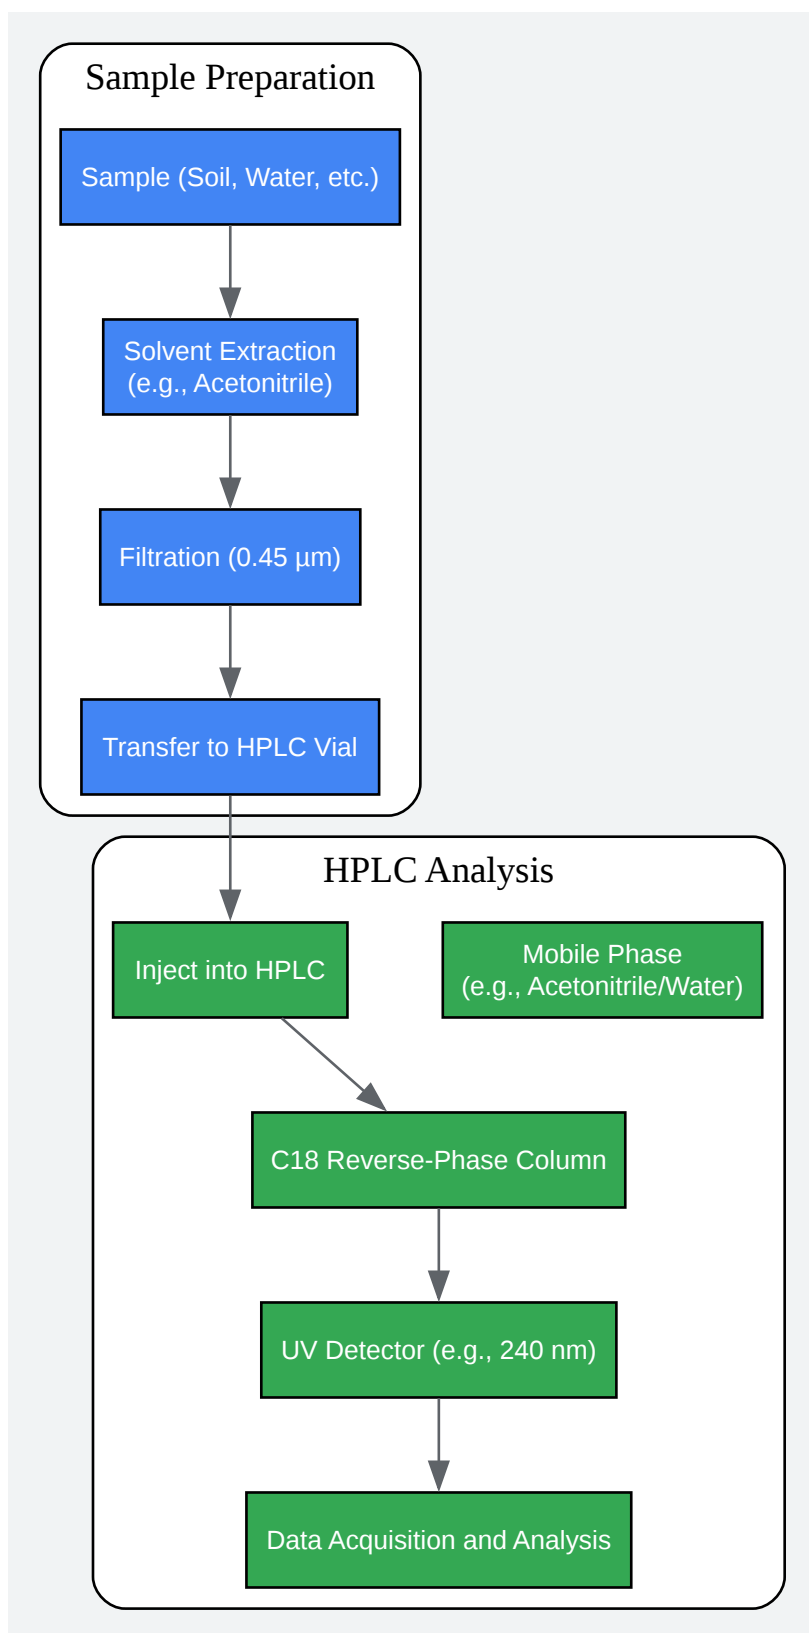 Sample Preparation
Sample (Soil, Water, etc.)
Solvent Extraction
(e.g., Acetonitrile)
Filtration (0.45 µm)
Transfer to HPLC Vial
HPLC Analysis
Inject into HPLC
Mobile Phase
(e.g., Acetonitrile/Water)
C18 Reverse-Phase Column
UV Detector (e.g., 240 nm)
Data Acquisition and Analysis